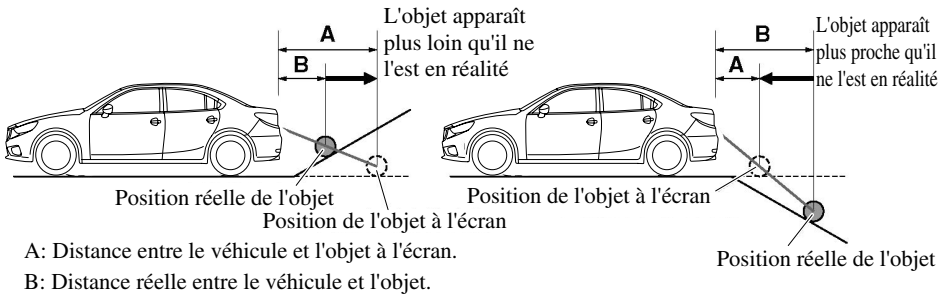 A
B
L'objet apparaît
plus loin qu'il ne
l'est en réalité
Position réelle de l'objet
Position de l'objet à l'écran
B
A
L'objet apparaît
plus proche qu'il
ne l'est en réalité
Position de l'objet à l'écran
Position réelle de l'objet
A: Distance entre le véhicule et l'objet à l'écran.
B: Distance réelle entre le véhicule et l'objet.